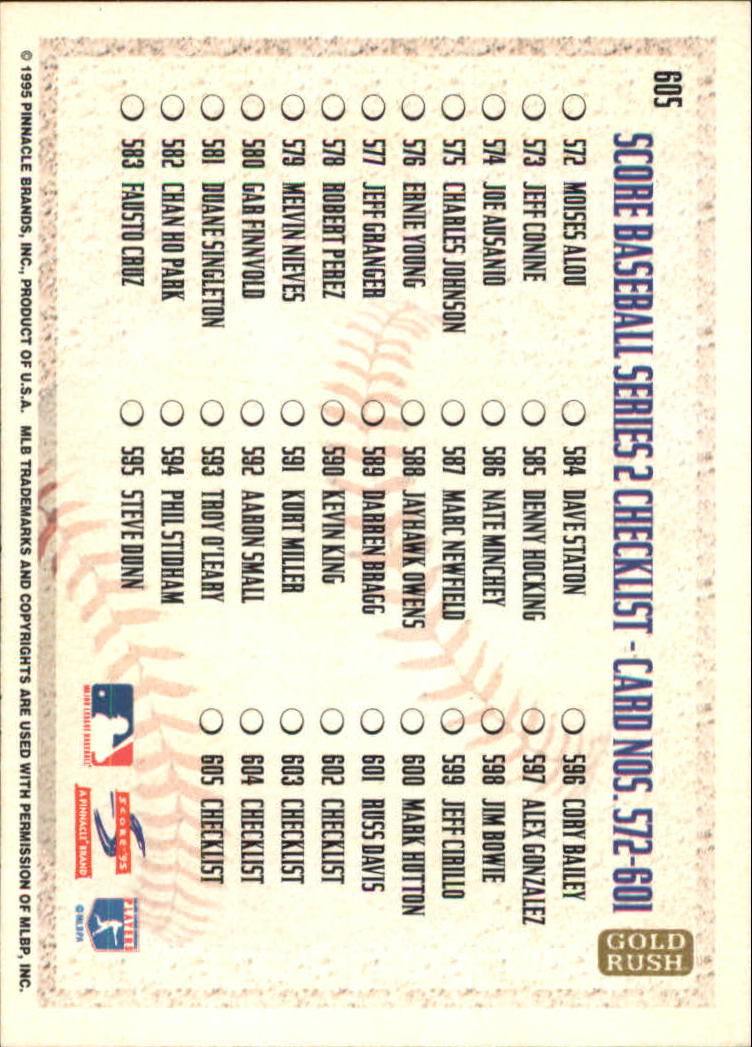 605
SCORE BASEBALL SERIES 2 CHECKLIST - CARD NOS. 572-601
GOLD
RUSH
572 MOISES ALOU
573 JEFF CONINE
574 JOE AUSANIO
575 CHARLES JOHNSON
576 ERNIE YOUNG
577 JEFF GRANGER
578 ROBERT PEREZ
579 MELVIN NIEVES
580 GAR FINNVOLD
581 DUANE SINGLETON
582 CHAN HO PARK
583 FAUSTO CRUZ
584 DAVE STATON
585 DENNY HOCKING
586 NATE MINCHEY
587 MARC NEWFIELD
588 JAYHAWK OWENS
589 DARREN BRAGG
590 KEVIN KING
591 KURT MILLER
592 AARON SMALL
593 TROY O'LEARY
594 PHIL STIDHAM
595 STEVE DUNN
596 CORY BAILEY
597 ALEX GONZALEZ
598 JIM BOWIE
599 JEFF CIRILLO
600 MARK HUTTON
601 RUSS DAVIS
602 CHECKLIST
603 CHECKLIST
604 CHECKLIST
605 CHECKLIST
MAJOR LEAGUE BASEBALL
SCORE '95
A PINNACLE BRAND
PLAYERS
© MLBPA
© 1995 PINNACLE BRANDS, INC., PRODUCT OF U.S.A. MLB TRADEMARKS AND COPYRIGHTS ARE USED WITH PERMISSION OF MLBP, INC.